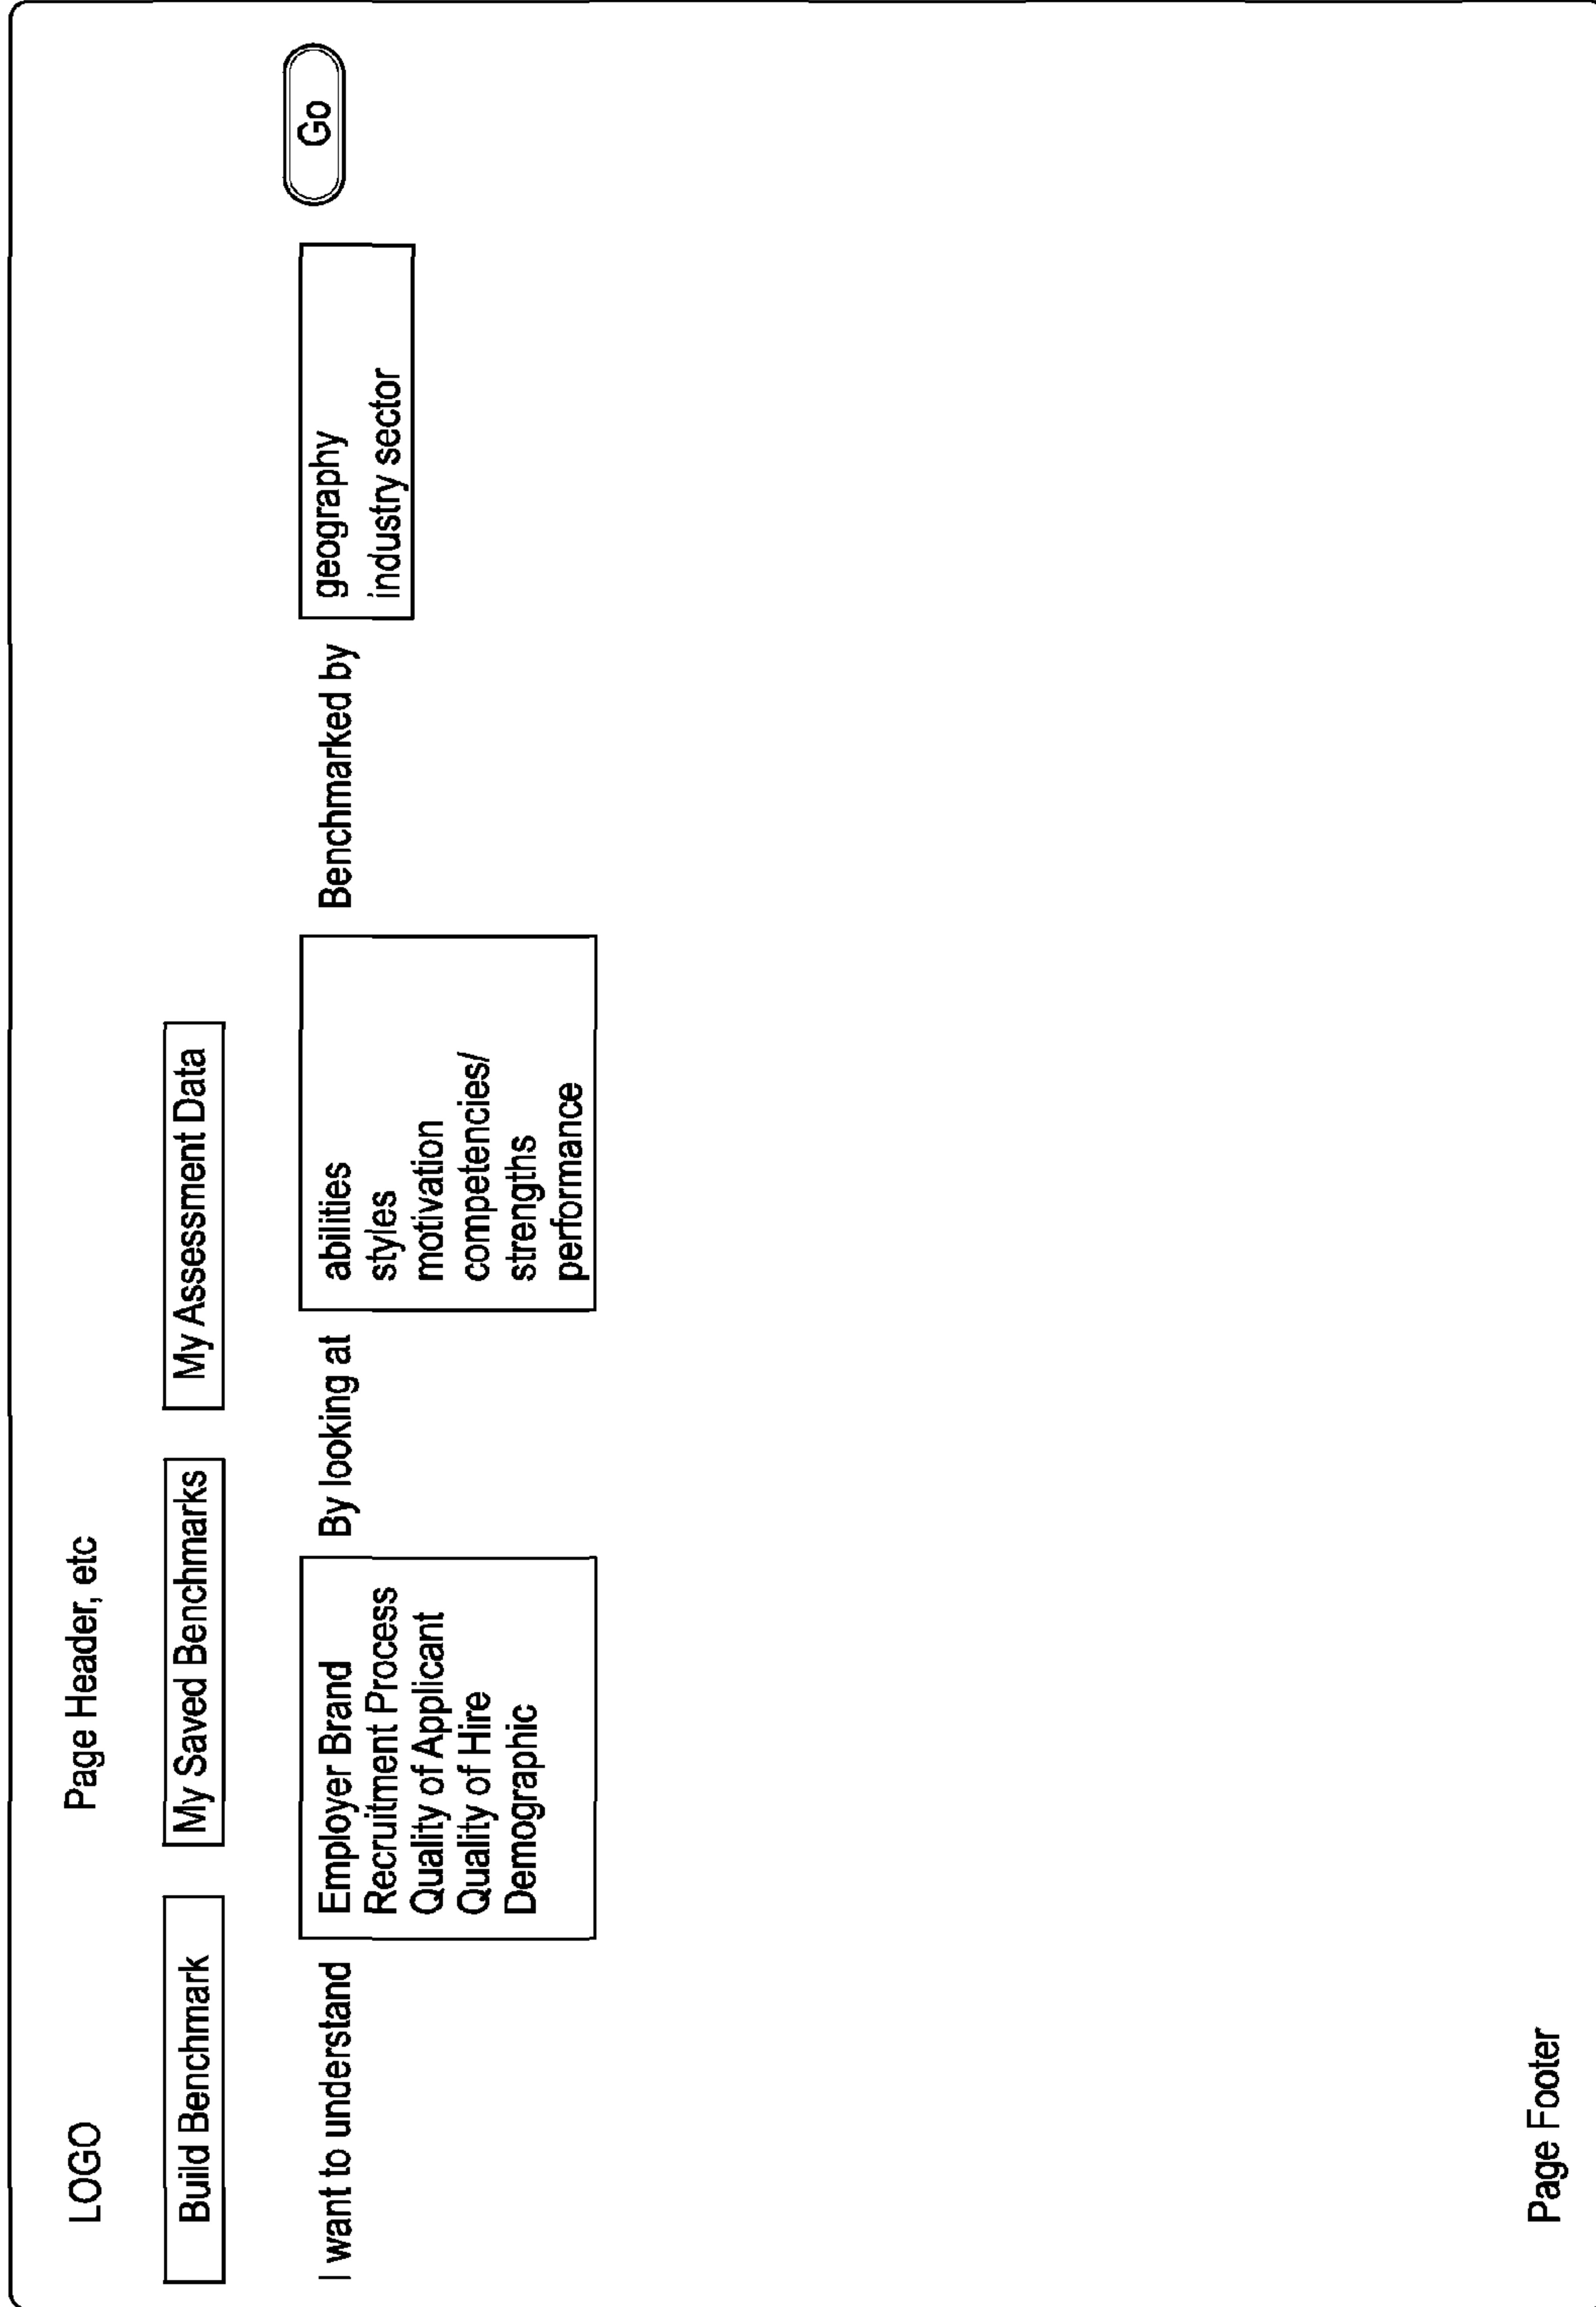 LOGO
Page Header, etc
Build Benchmark
My Saved Benchmarks
My Assessment Data
I want to understand
Employer Brand
Recruitment Process
Quality of Applicant
Quality of Hire
Demographic
By looking at
abilities
styles
motivation
competencies/
strengths
performance
Benchmarked by
geography
industry sector
Go
Page Footer